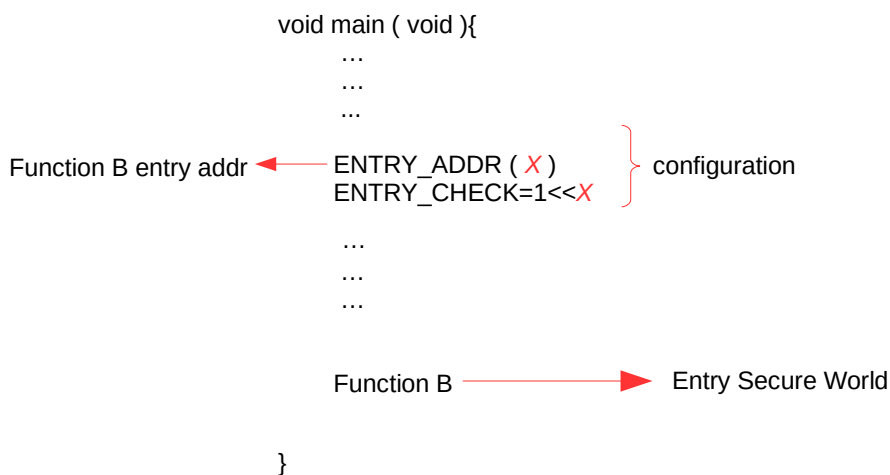 void main ( void ){
…
…
...
Function B entry addr
ENTRY_ADDR ( X )
ENTRY_CHECK=1<<X
configuration
…
…
…
Function B
Entry Secure World
}